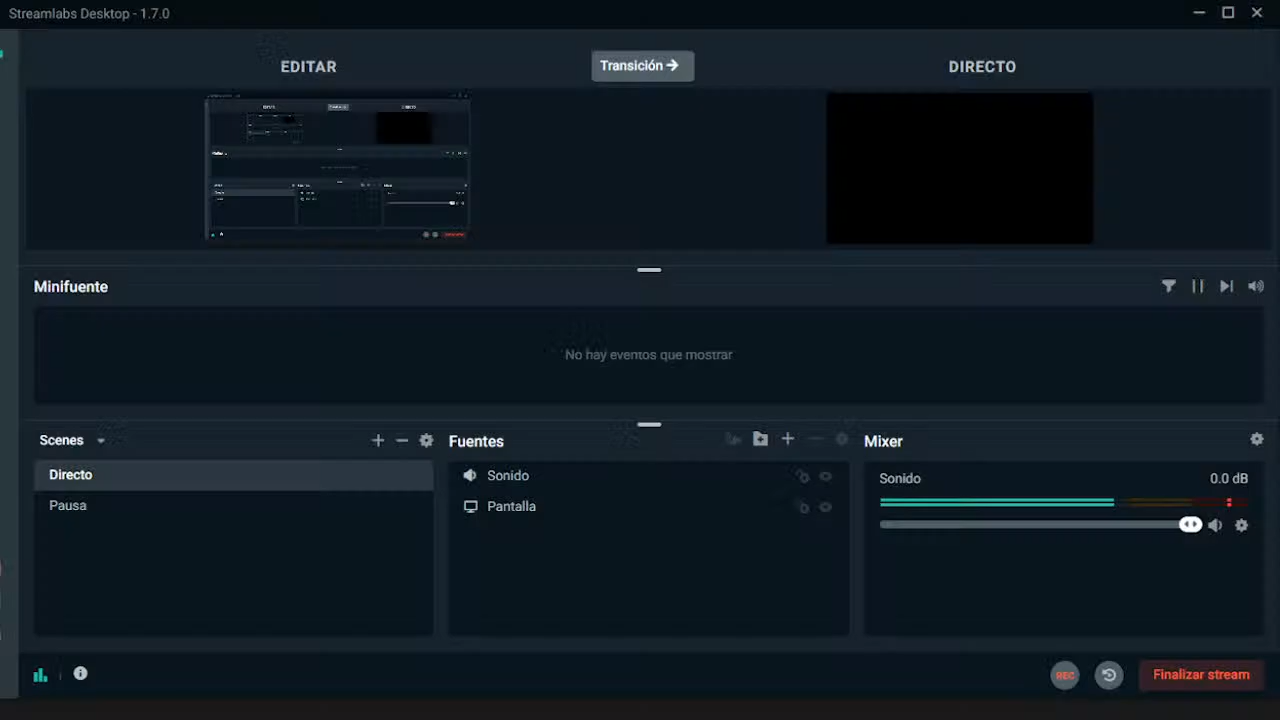 Streamlabs Desktop - 1.7.0
EDITAR
Transición
DIRECTO
Minifuente
No hay eventos que mostrar
Scenes
Directo
Pausa
Fuentes
Sonido
Pantalla
Mixer
Sonido 0.0 dB
REC
Finalizar stream